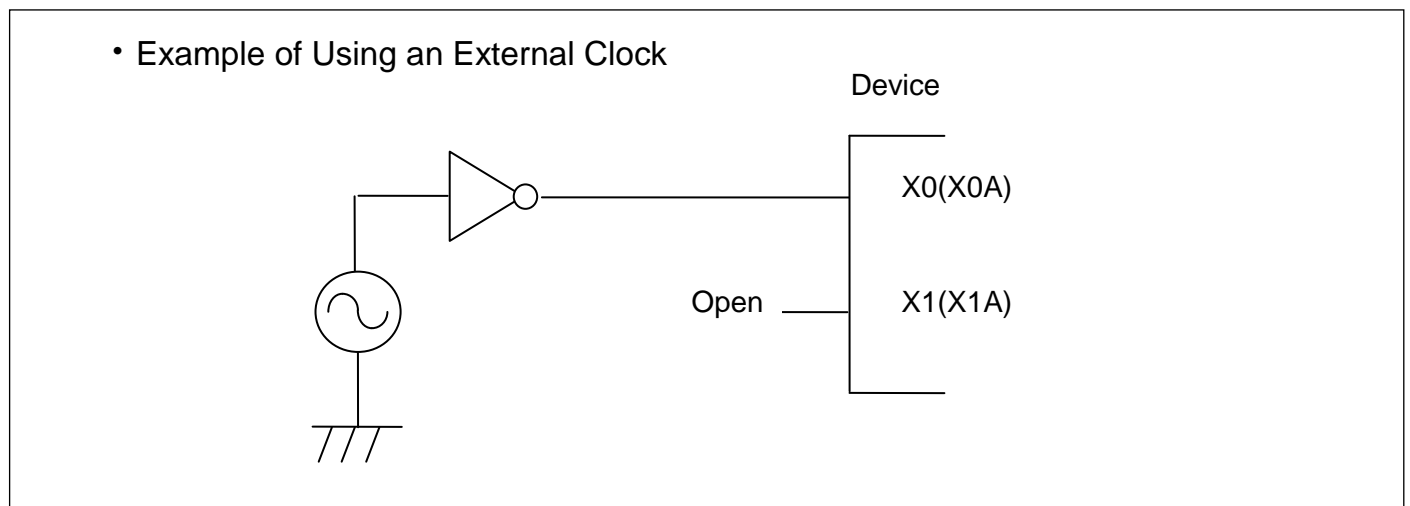 • Example of Using an External Clock
Device
X0(X0A)
Open X1(X1A)